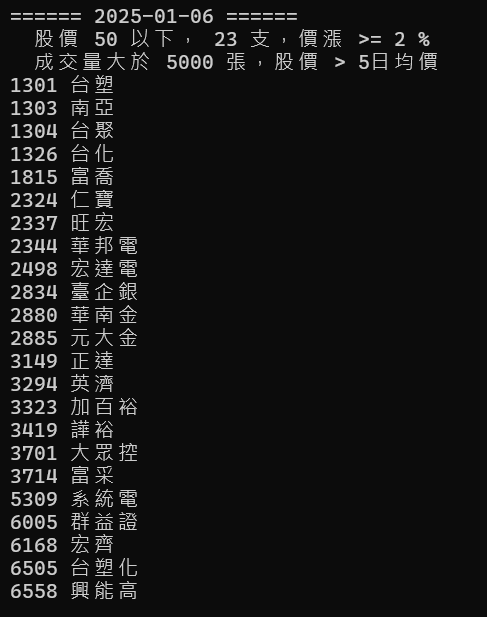 ====== 2025-01-06 ======
股價 50 以下， 23 支，價漲 >= 2 %
成交量大於 5000 張，股價 > 5日均價
1301 台塑
1303 南亞
1304 台聚
1326 台化
1815 富喬
2324 仁寶
2337 旺宏
2344 華邦電
2498 宏達電
2834 臺企銀
2880 華南金
2885 元大金
3149 正達
3294 英濟
3323 加百裕
3419 譁裕
3701 大眾控
3714 富采
5309 系統電
6005 群益證
6168 宏齊
6505 台塑化
6558 興能高